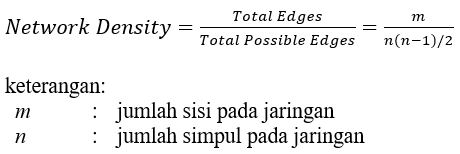 Network Density = Total Edges / Total Possible Edges = m / n(n−1)/2
keterangan:
m : jumlah sisi pada jaringan
n : jumlah simpul pada jaringan